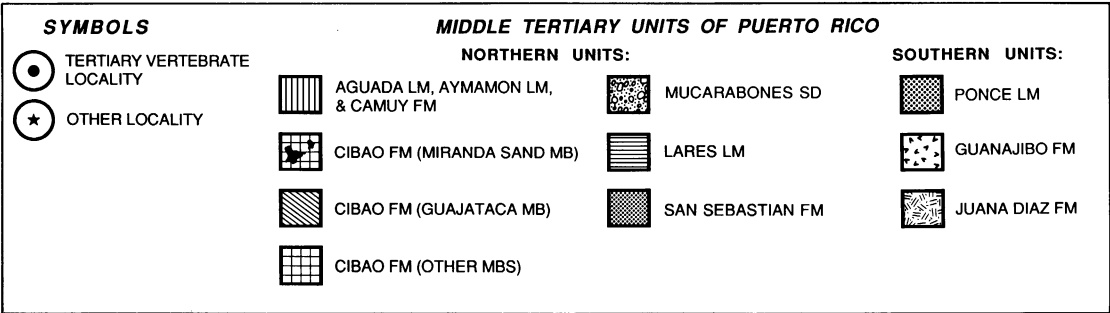 SYMBOLS
TERTIARY VERTEBRATE
LOCALITY
OTHER LOCALITY
MIDDLE TERTIARY UNITS OF PUERTO RICO
NORTHERN UNITS:
AGUADA LM, AYMAMON LM,
& CAMUY FM
CIBAO FM (MIRANDA SAND MB)
CIBAO FM (GUAJATACA MB)
CIBAO FM (OTHER MBS)
MUCARABONES SD
LARES LM
SAN SEBASTIAN FM
SOUTHERN UNITS:
PONCE LM
GUANAJIBO FM
JUANA DIAZ FM